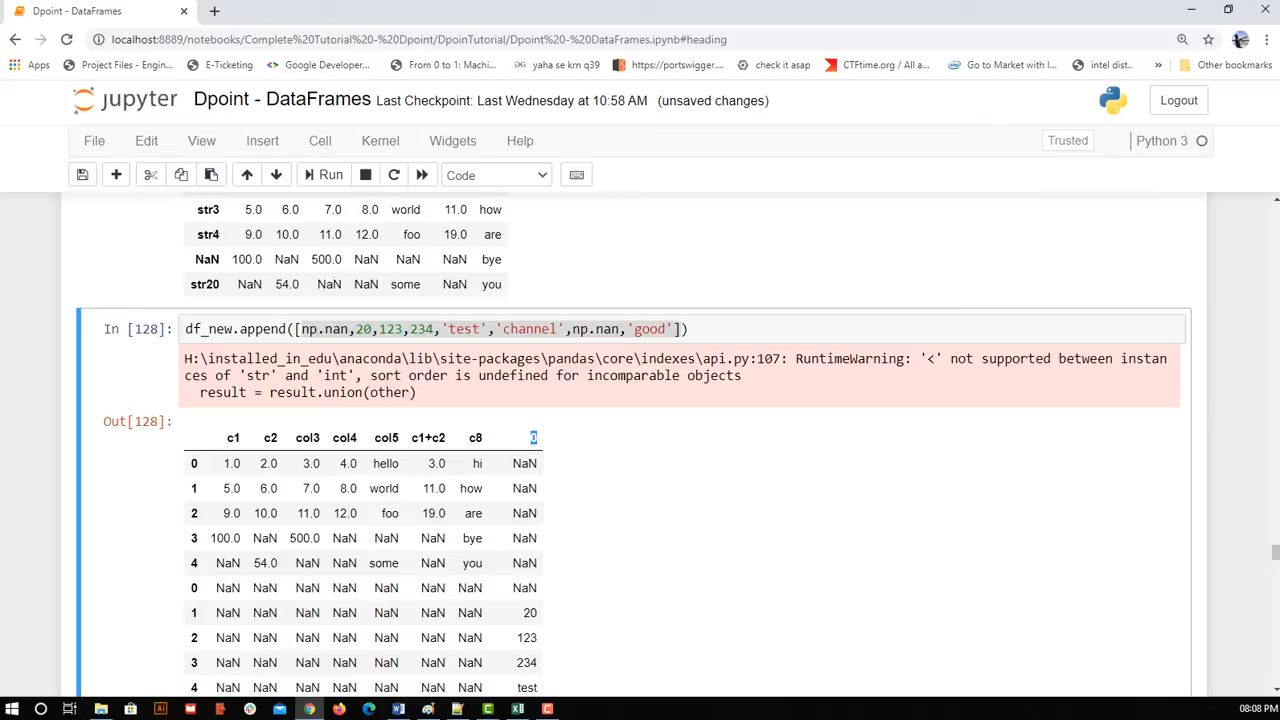 Dpoint - DataFrames
localhost:8889/notebooks/Complete%20Tutorial%20-%20Dpoint/DpoinTutorial/Dpoint%20-%20DataFrames.ipynb#heading
Apps Project Files - Engin... E-Ticketing Google Developer... From 0 to 1: Machi... yaha se krn q39 https://portswigger.... check it asap CTFtime.org / All a... Go to Market with I... intel dist.. » Other bookmarks
jupyter Dpoint - DataFrames Last Checkpoint: Last Wednesday at 10:58 AM (unsaved changes) Logout
File Edit View Insert Cell Kernel Widgets Help Trusted Python 3
Run Code
str3 5.0 6.0 7.0 8.0 world 11.0 how
str4 9.0 10.0 11.0 12.0 foo 19.0 are
NaN 100.0 NaN 500.0 NaN NaN NaN bye
str20 NaN 54.0 NaN NaN some NaN you
In [128]: df_new.append([np.nan,20,123,234,'test','channel',np.nan,'good'])
H:\installed_in_edu\anaconda\lib\site-packages\pandas\core\indexes\api.py:107: RuntimeWarning: '<' not supported between instan
ces of 'str' and 'int', sort order is undefined for incomparable objects
result = result.union(other)
Out[128]:
c1 c2 col3 col4 col5 c1+c2 c8 0
0 1.0 2.0 3.0 4.0 hello 3.0 hi NaN
1 5.0 6.0 7.0 8.0 world 11.0 how NaN
2 9.0 10.0 11.0 12.0 foo 19.0 are NaN
3 100.0 NaN 500.0 NaN NaN NaN bye NaN
4 NaN 54.0 NaN NaN some NaN you NaN
0 NaN NaN NaN NaN NaN NaN NaN NaN
1 NaN NaN NaN NaN NaN NaN NaN 20
2 NaN NaN NaN NaN NaN NaN NaN 123
3 NaN NaN NaN NaN NaN NaN NaN 234
4 NaN NaN NaN NaN NaN NaN NaN test
08:08 PM